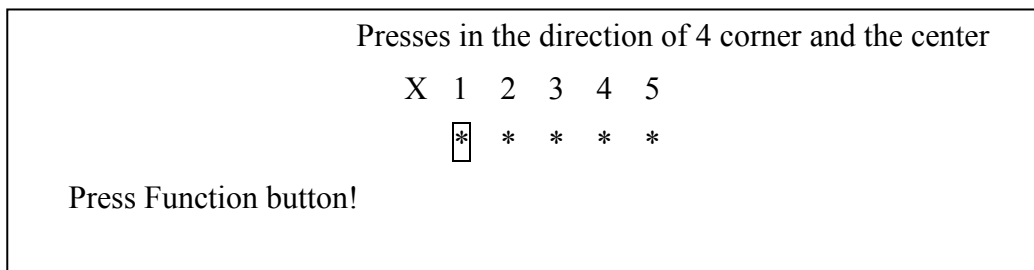 Presses in the direction of 4 corner and the center
X 1 2 3 4 5
* * * * *
Press Function button!